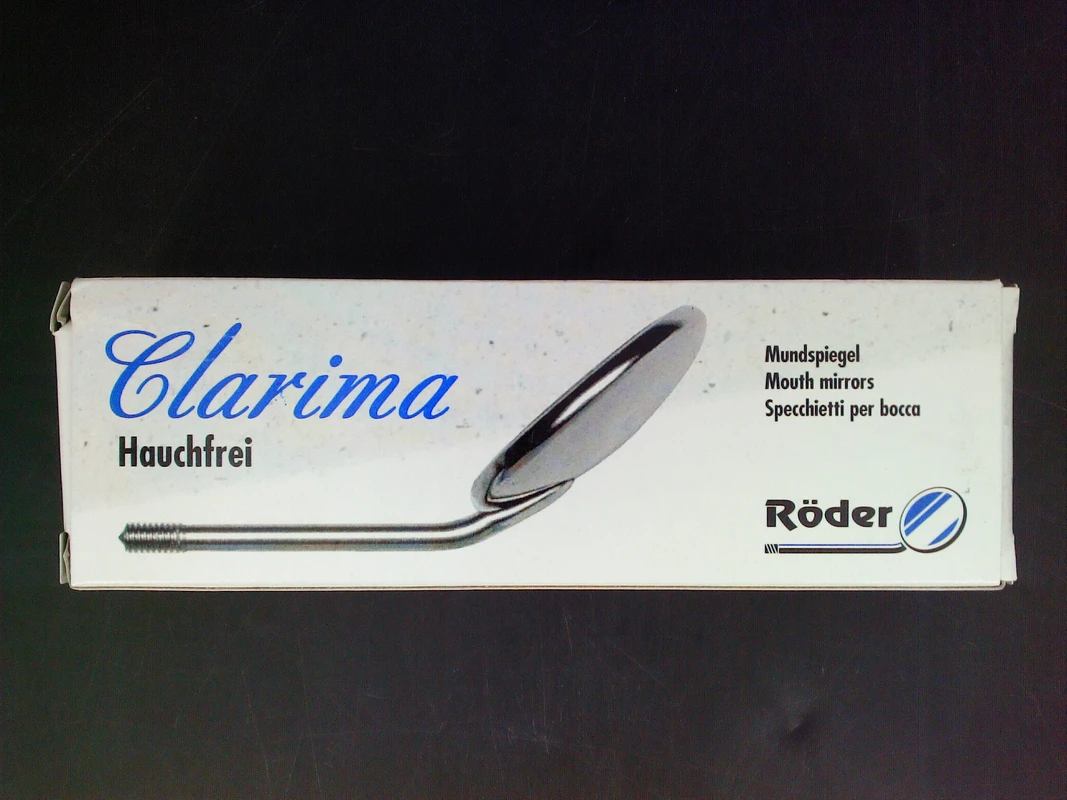 Clarima
Hauchfrei
Mundspiegel
Mouth mirrors
Specchietti per bocca
Röder